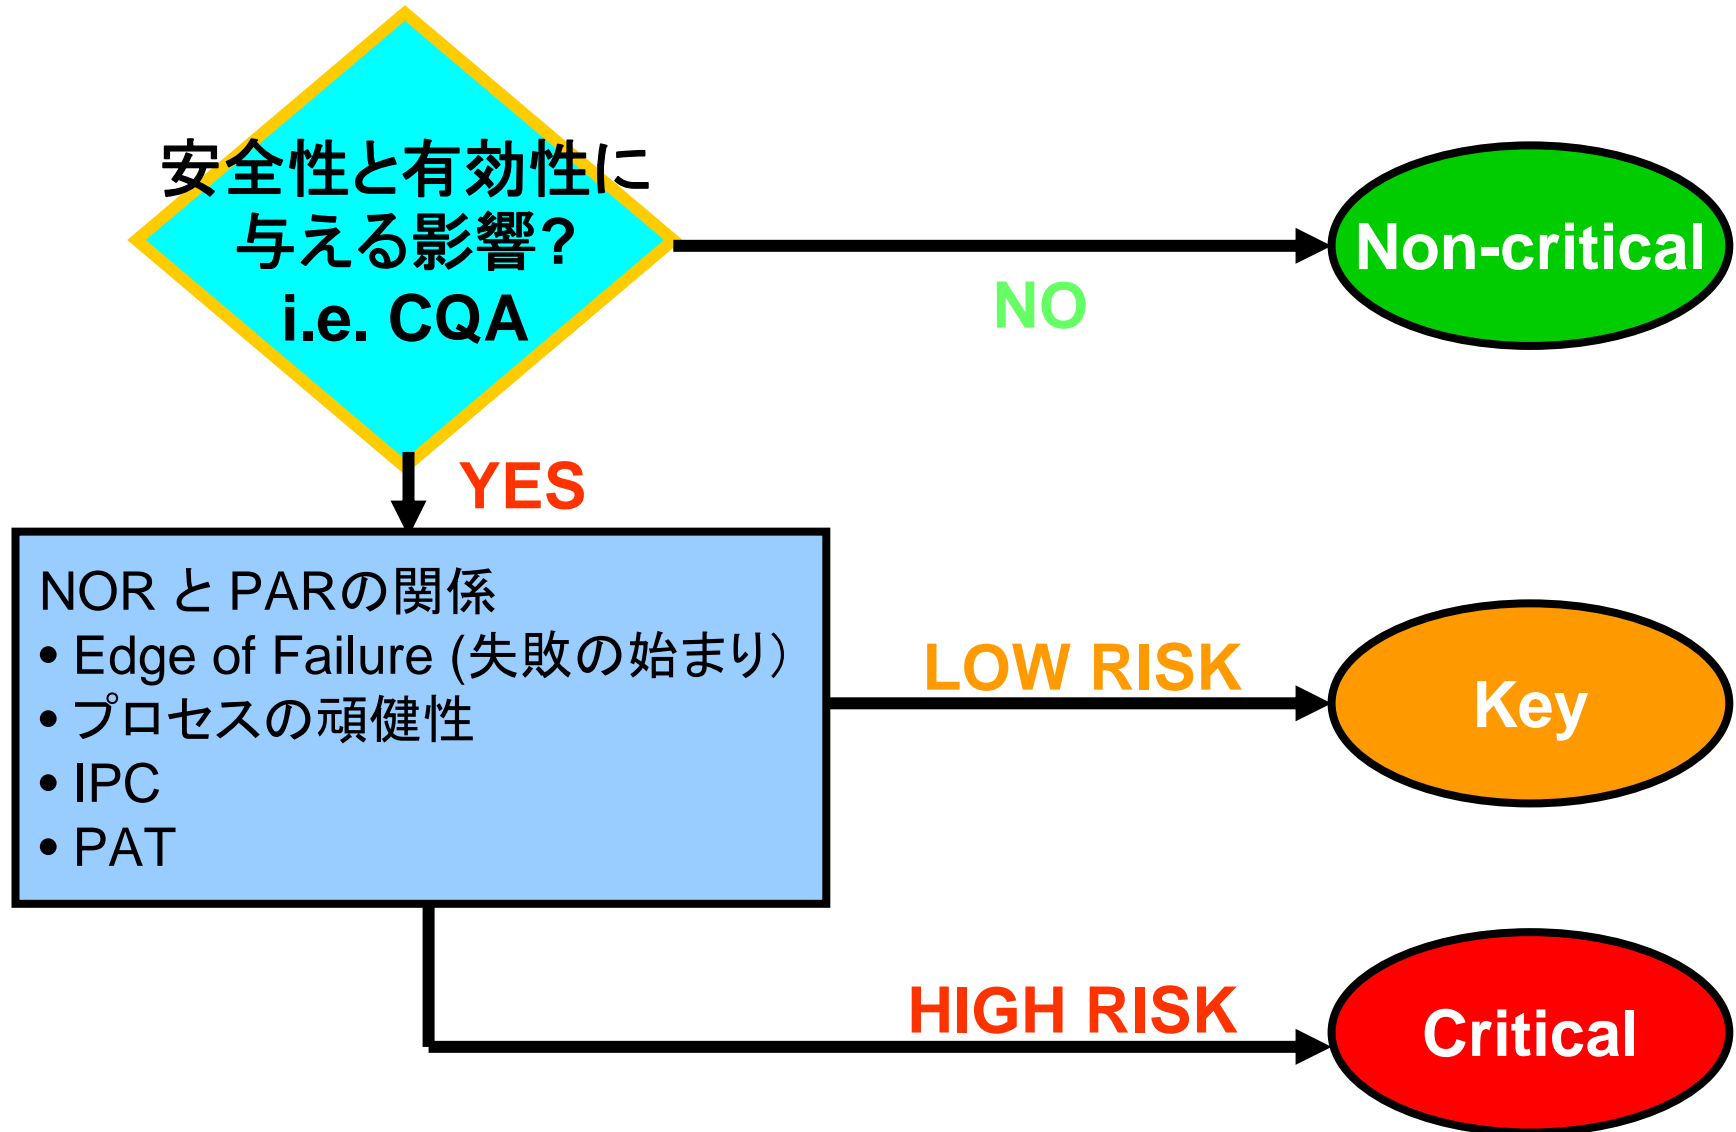 安全性と有効性に
与える影響?
i.e. CQA
Non-critical
NO
YES
NOR と PARの関係
• Edge of Failure (失敗の始まり）
• プロセスの頑健性
• IPC
• PAT
LOW RISK
Key
HIGH RISK
Critical